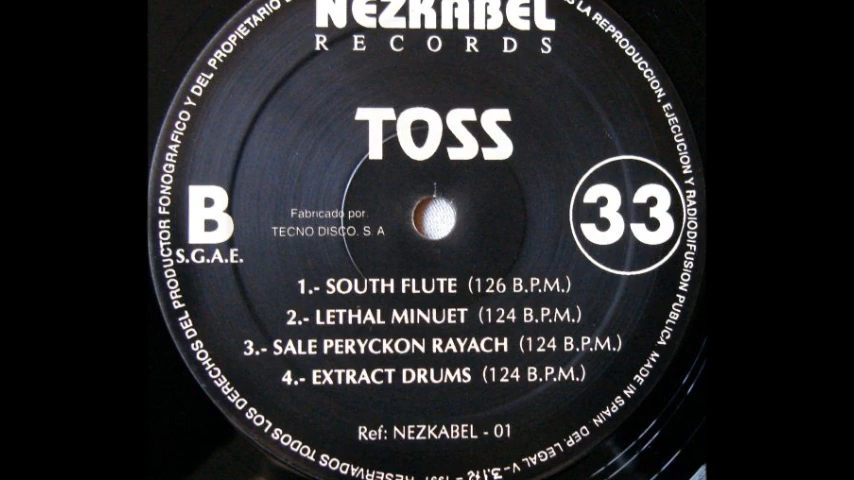 NEZKABEL
RECORDS
TOSS
B
S.G.A.E.
33
Fabricado por:
TECNO DISCO. S. A
1.- SOUTH FLUTE (126 B.P.M.)
2.- LETHAL MINUET (124 B.P.M.)
3.- SALE PERYCKON RAYACH (124 B.P.M.)
4.- EXTRACT DRUMS (124 B.P.M.)
Ref: NEZKABEL - 01
RESERVADOS TODOS LOS DERECHOS DEL PRODUCTOR FONOGRAFICO Y DEL PROPIETARIO
LA REPRODUCCION, EJECUCION Y RADIODIFUSION PUBLICA MADE IN SPAIN DEP. LEGAL V -